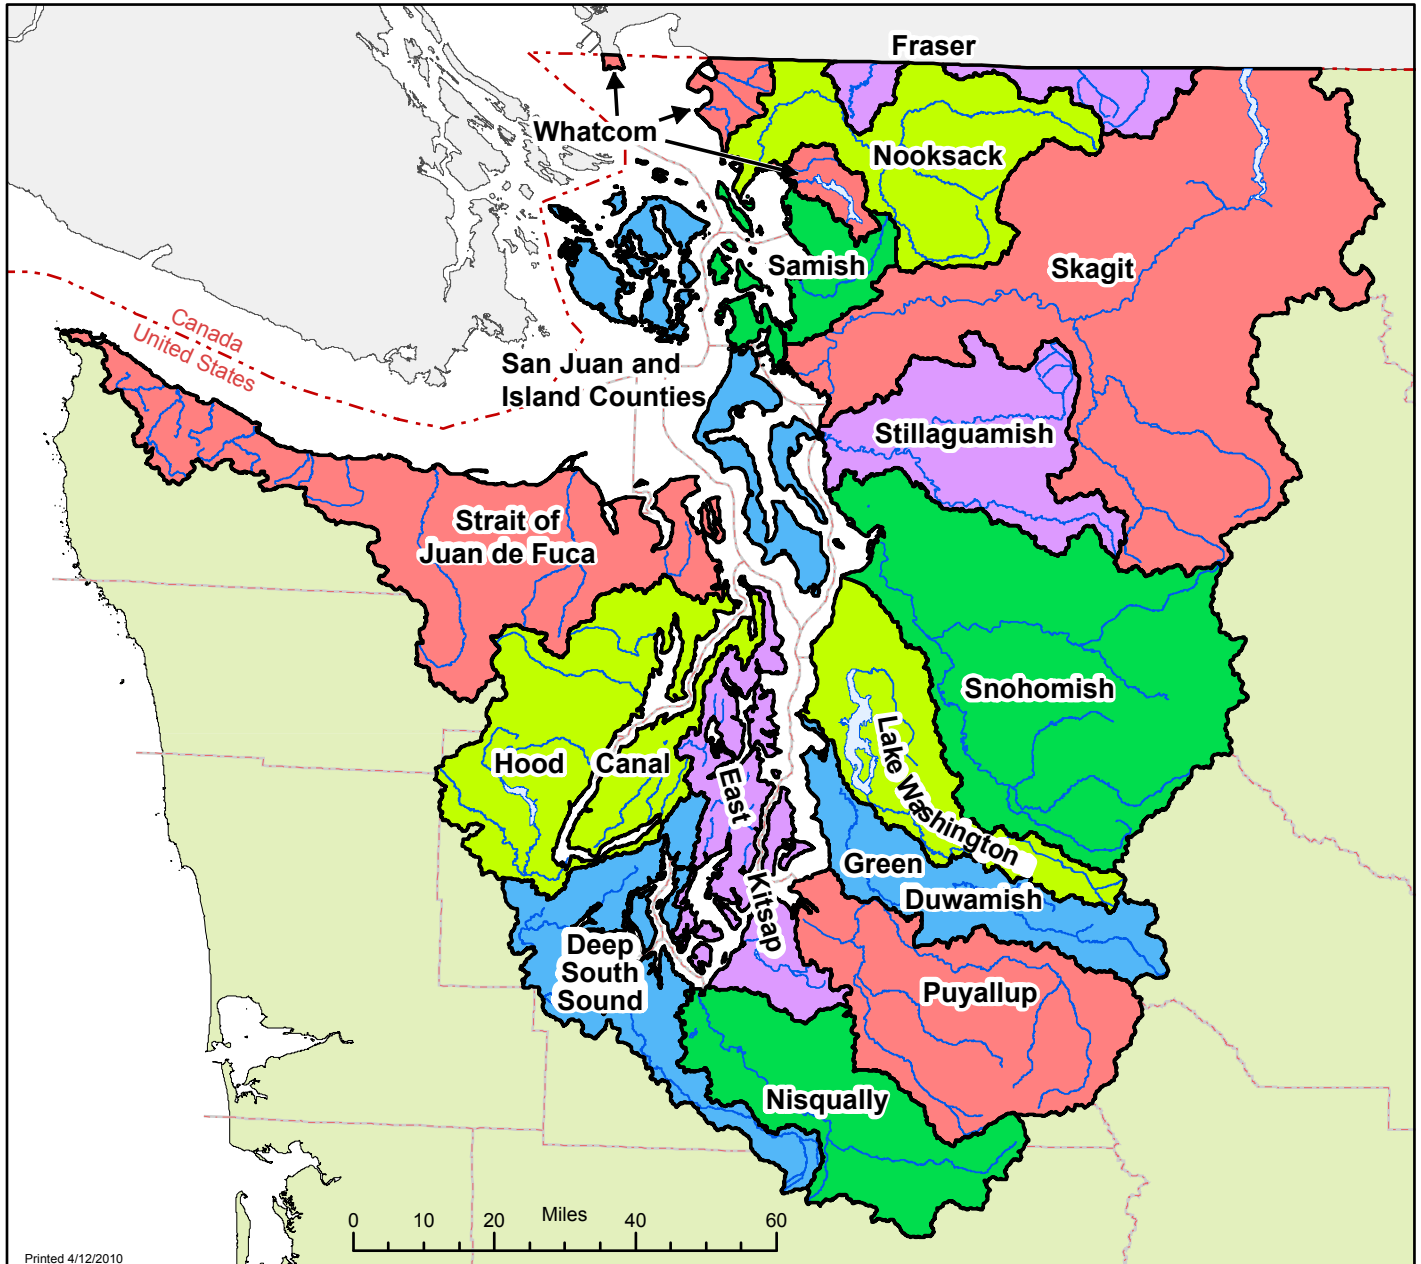 Fraser
Whatcom
Nooksack
Samish
Skagit
Canada
United States
San Juan and
Island Counties
Stillaguamish
Strait of
Juan de Fuca
Snohomish
Hood Canal
East
Kitsap
Lake Washington
Green
Duwamish
Deep
South
Sound
Puyallup
Nisqually
0 10 20 Miles 40 60
Printed 4/12/2010